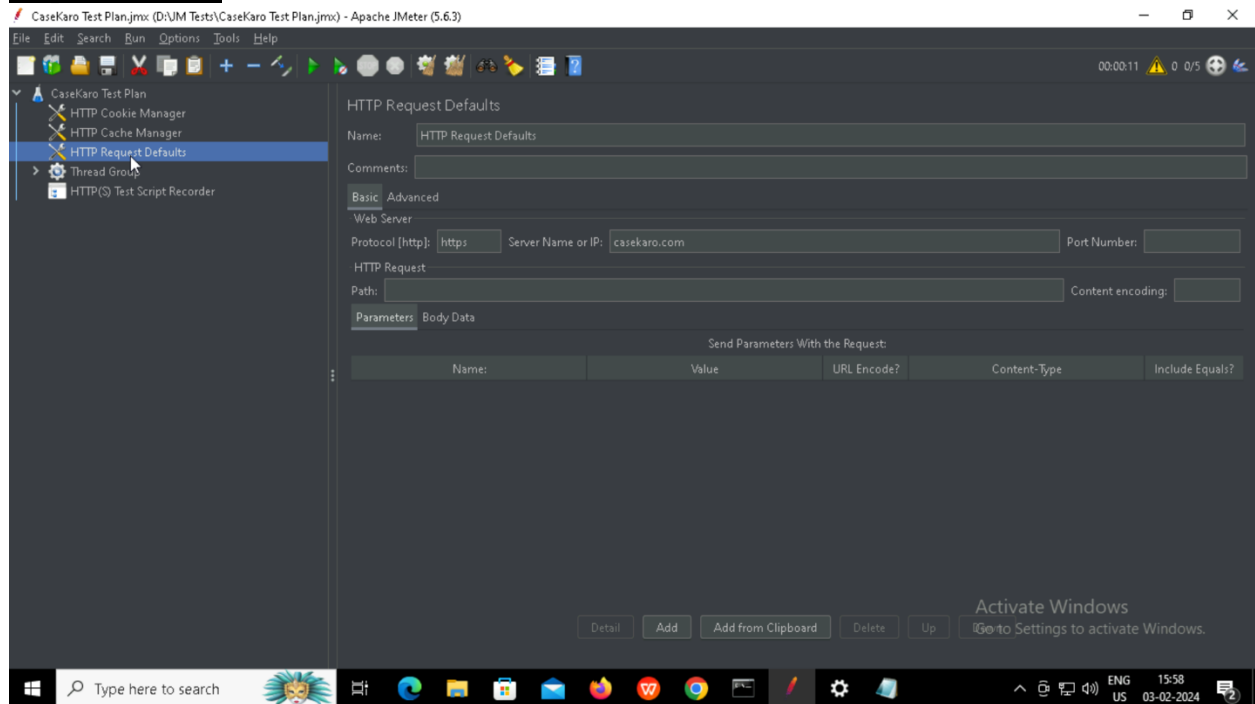 CaseKaro Test Plan.jmx (D:\JM Tests\CaseKaro Test Plan.jmx) - Apache JMeter (5.6.3)
File Edit Search Run Options Tools Help
00:00:11 0 0/5
CaseKaro Test Plan
HTTP Cookie Manager
HTTP Cache Manager
HTTP Request Defaults
Thread Group
HTTP(S) Test Script Recorder
HTTP Request Defaults
Name: HTTP Request Defaults
Comments:
Basic Advanced
Web Server
Protocol [http]: https Server Name or IP: casekaro.com Port Number:
HTTP Request
Path: Content encoding:
Parameters Body Data
Send Parameters With the Request:
Name: Value URL Encode? Content-Type Include Equals?
Detail Add Add from Clipboard Delete Up
Activate Windows
Go to Settings to activate Windows.
Type here to search
ENG 15:58
US 03-02-2024
2